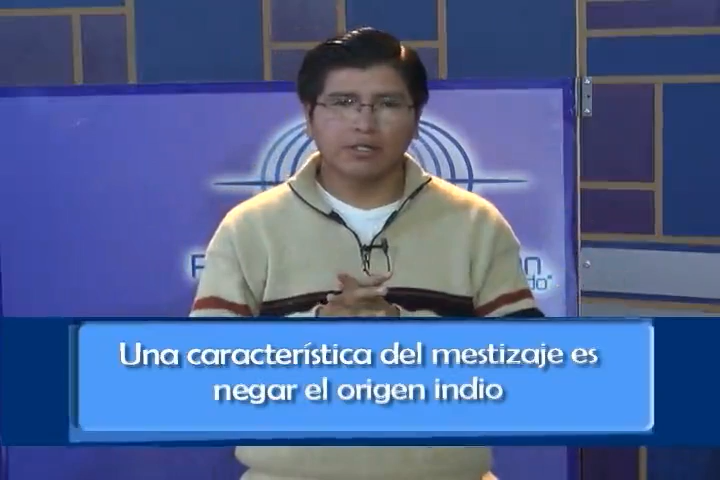 Una característica del mestizaje es
negar el origen indio